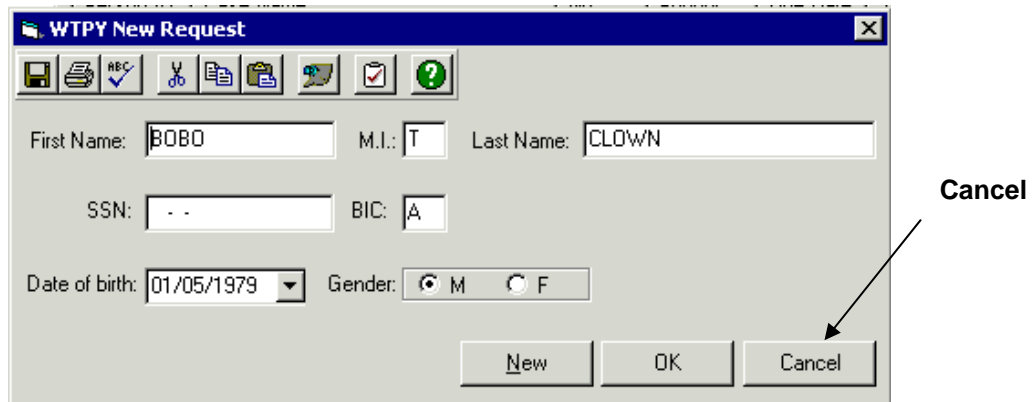 WTPY New Request
ABC
First Name: BOBO M.I.: T Last Name: CLOWN
SSN: - - BIC: A
Cancel
Date of birth: 01/05/1979 Gender: M F
New OK Cancel